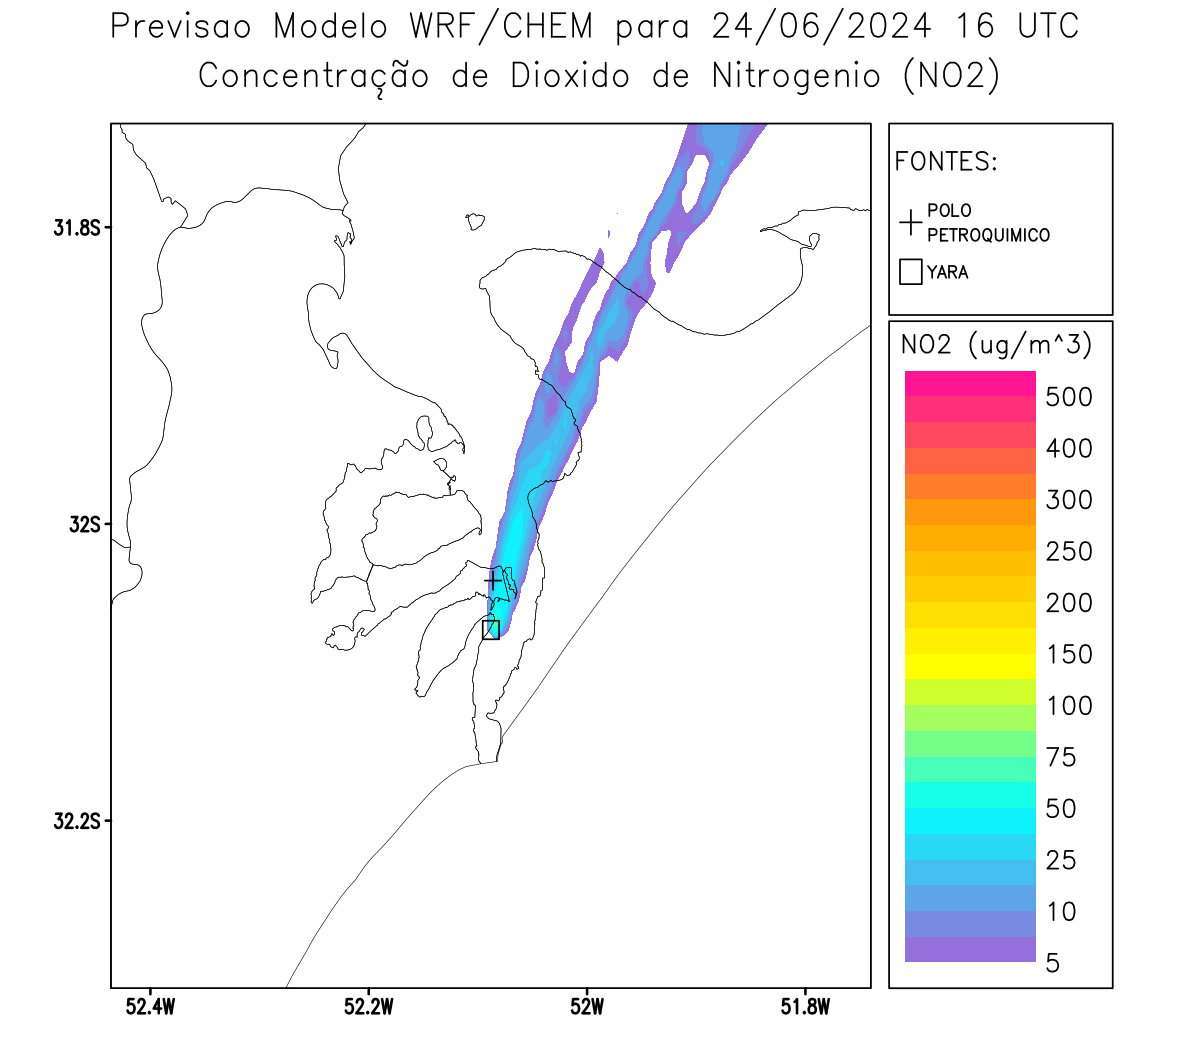 Previsao Modelo WRF/CHEM para 24/06/2024 16 UTC
Concentração de Dioxido de Nitrogenio (NO2)
FONTES:
POLO
PETROQUIMICO
YARA
31.8S
32S
32.2S
52.4W
52.2W
52W
51.8W
NO2 (ug/m^3)
500
400
300
250
200
150
100
75
50
25
10
5